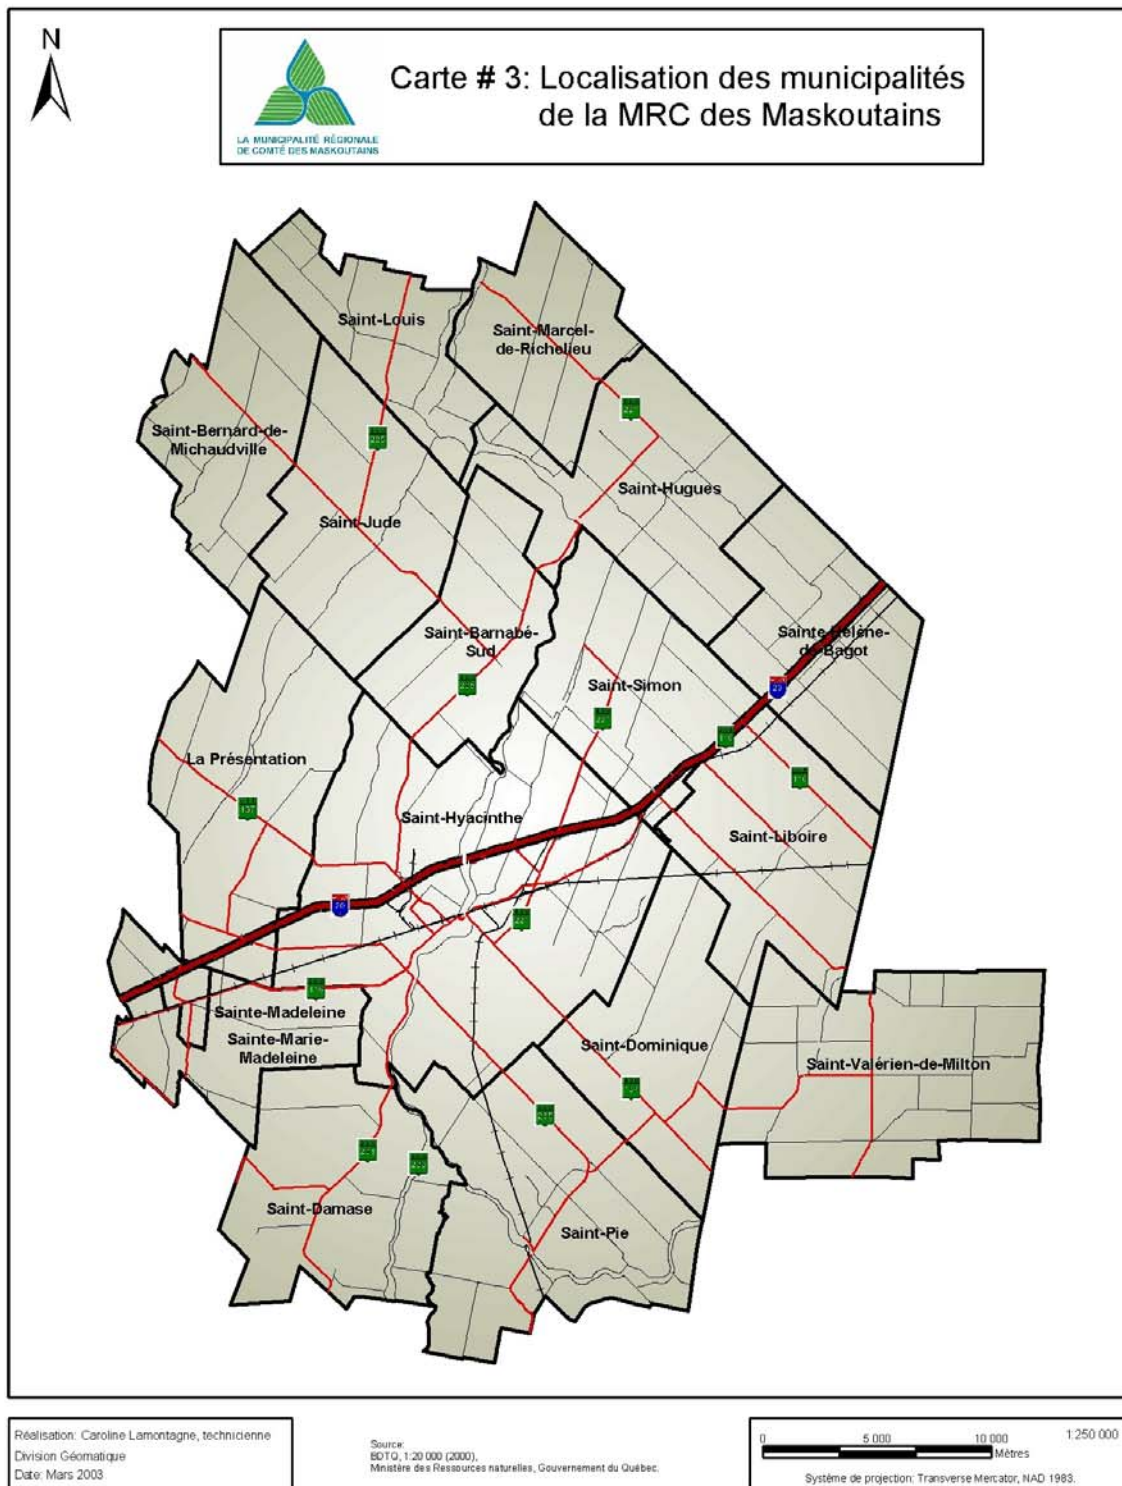 N
Carte # 3: Localisation des municipalités
de la MRC des Maskoutains
LA MUNICIPALITÉ RÉGIONALE
DE COMTÉ DES MASKOUTAINS
Saint-Louis
Saint-Marcel-
de-Richelieu
Saint-Bernard-de-
Michaudville
235
Saint-Hugues
Saint-Jude
Saint-Barnabé-
Sud
Sainte-Hélène-
de-Bagot
Saint-Simon
20
La Présentation
137
Saint-Hyacinthe
116
Saint-Liboire
20
Sainte-Madeleine
Sainte-Marie-
Madeleine
Saint-Dominique
Saint-Valérien-de-Milton
Saint-Damase
Saint-Pie
Réalisation: Caroline Lamontagne, technicienne
Division Géomatique
Date: Mars 2003
Source:
BDTQ, 1:20 000 (2000),
Ministère des Ressources naturelles, Gouvernement du Québec.
0 5 000 10 000 1:250 000
Mètres
Système de projection: Transverse Mercator, NAD 1983.